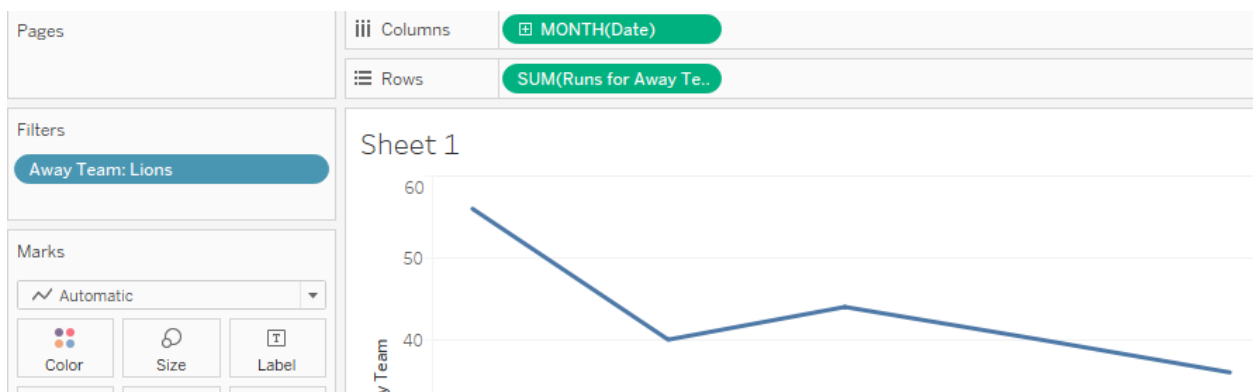 Pages
Columns
MONTH(Date)
Rows
SUM(Runs for Away Te..
Filters
Away Team: Lions
Marks
Automatic
Color
Size
T
Label
Sheet 1
60
50
40
Team